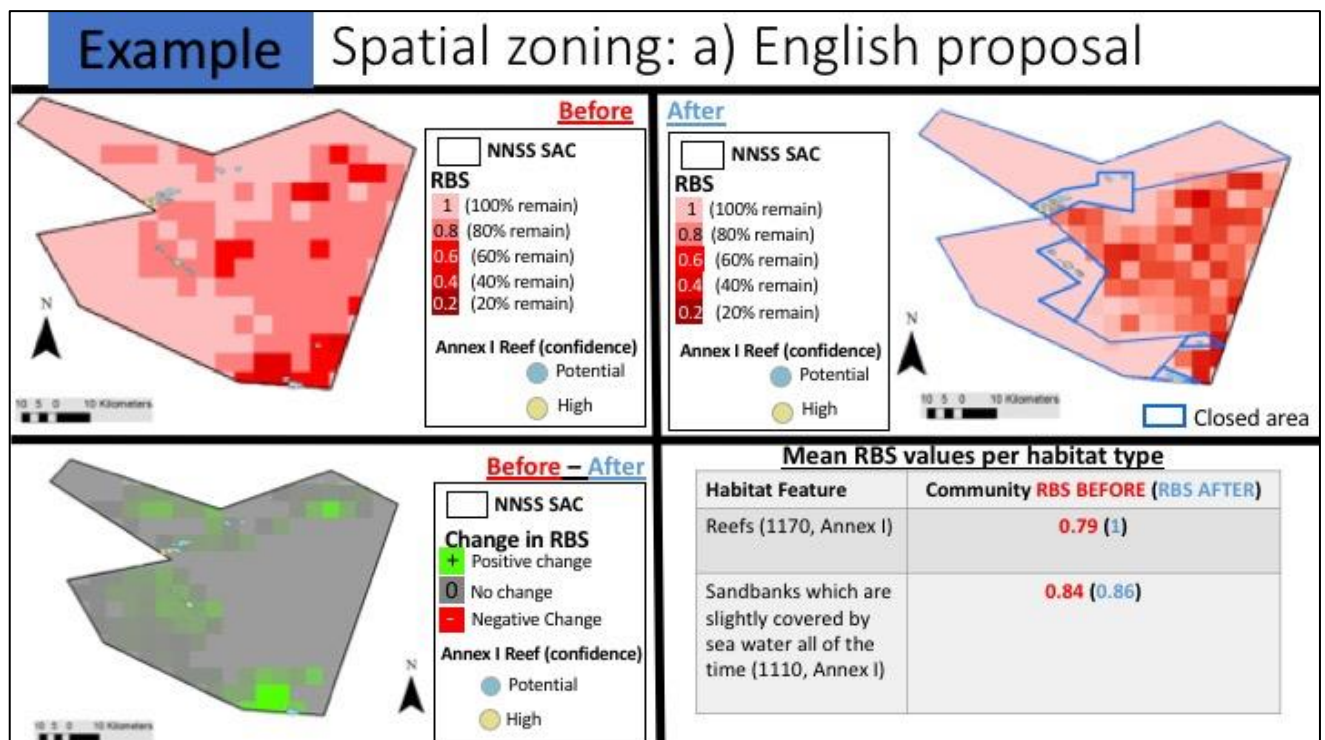 Example Spatial zoning: a) English proposal
Before
NNSS SAC
RBS
1 (100% remain)
0.8 (80% remain)
0.6 (60% remain)
0.4 (40% remain)
0.2 (20% remain)
Annex I Reef (confidence)
Potential
High
N
10 5 0 10 Kilometers
After
NNSS SAC
RBS
1 (100% remain)
0.8 (80% remain)
0.6 (60% remain)
0.4 (40% remain)
0.2 (20% remain)
Annex I Reef (confidence)
Potential
High
N
10 5 0 10 Kilometers
Closed area
Before – After
NNSS SAC
Change in RBS
+ Positive change
0 No change
- Negative Change
Annex I Reef (confidence)
Potential
High
N
10 5 0 10 Kilometers
Mean RBS values per habitat type
Habitat Feature Community RBS BEFORE (RBS AFTER)
Reefs (1170, Annex I) 0.79 (1)
Sandbanks which are 0.84 (0.86)
slightly covered by
sea water all of the
time (1110, Annex I)